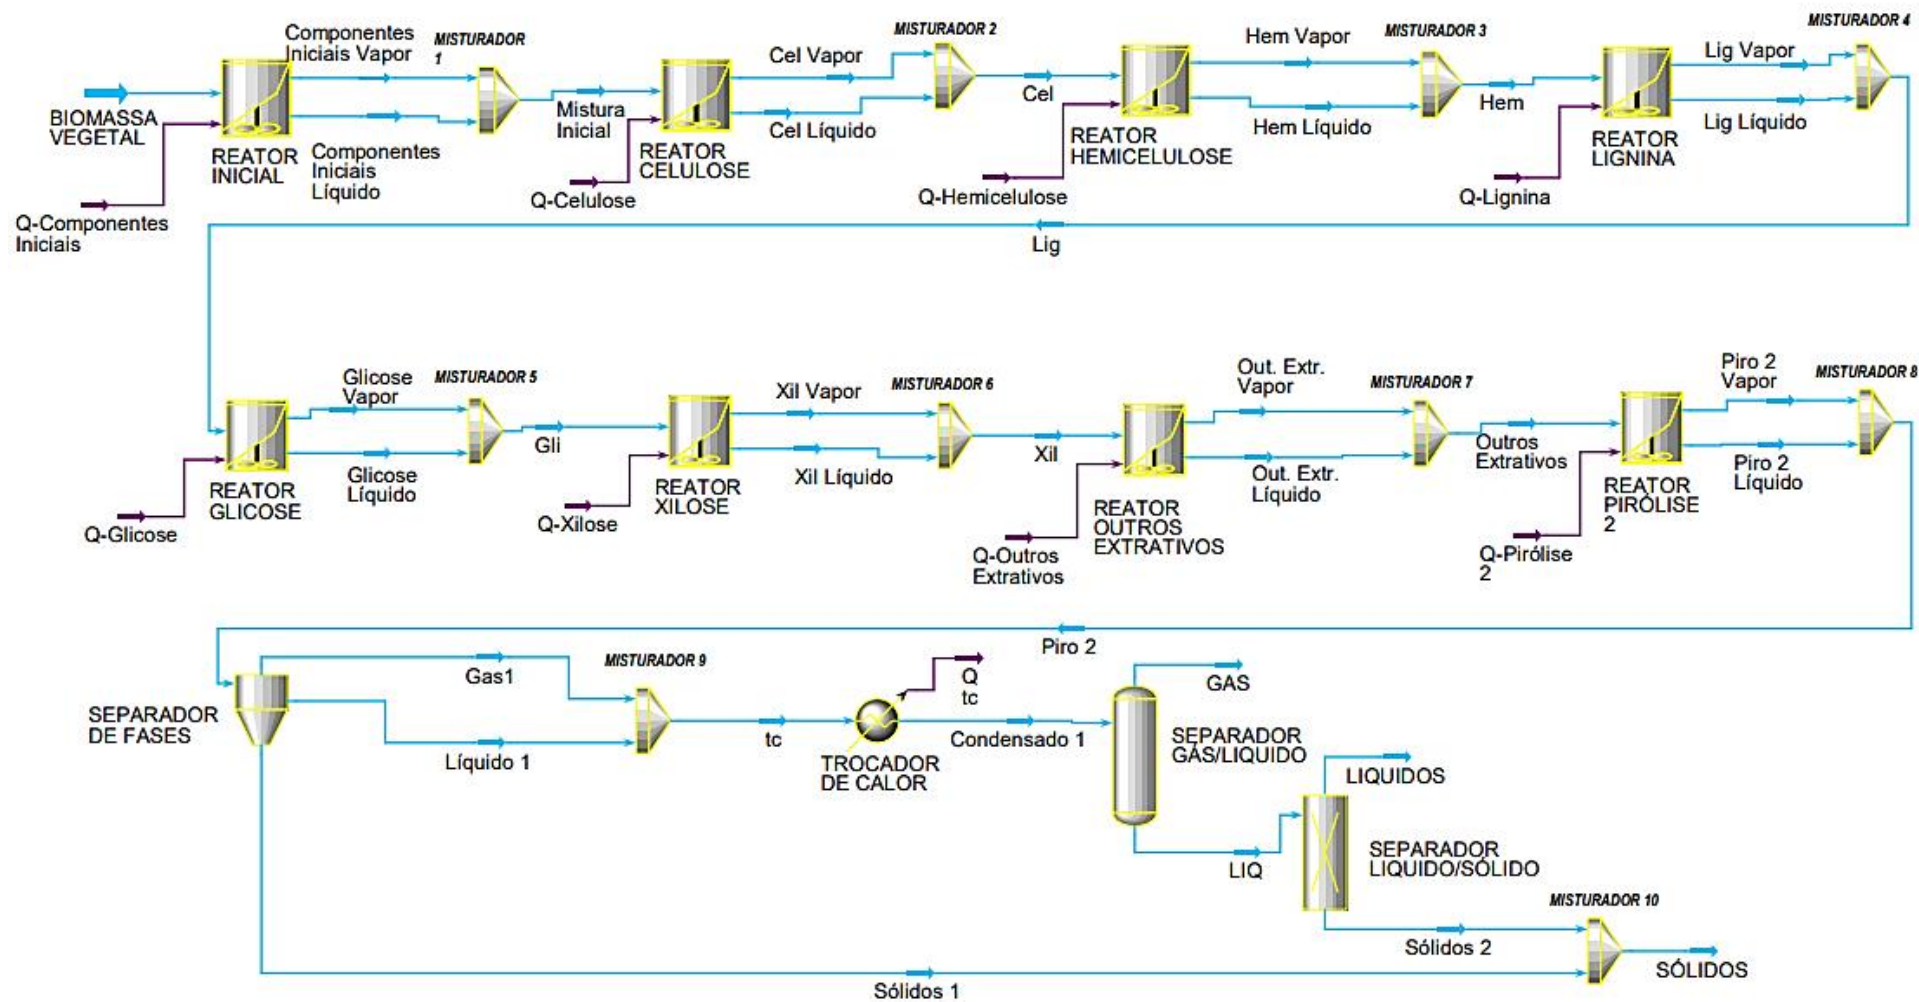 Componentes
Iniciais Vapor
MISTURADOR
1
BIOMASSA
VEGETAL
REATOR
INICIAL
Componentes
Iniciais
Líquido
Q-Componentes
Iniciais
Mistura
Inicial
REATOR
CELULOSE
Q-Celulose
Cel Vapor
Cel Líquido
MISTURADOR 2
Cel
REATOR
HEMICELULOSE
Q-Hemicelulose
Hem Vapor
Hem Líquido
MISTURADOR 3
Hem
REATOR
LIGNINA
Q-Lignina
Lig Vapor
Lig Líquido
MISTURADOR 4
Lig
Glicose
Vapor
MISTURADOR 5
Glicose
Líquido
REATOR
GLICOSE
Q-Glicose
Gli
REATOR
XILOSE
Q-Xilose
Xil Vapor
Xil Líquido
MISTURADOR 6
Xil
REATOR
OUTROS
EXTRATIVOS
Q-Outros
Extrativos
Out. Extr.
Vapor
Out. Extr.
Líquido
MISTURADOR 7
Outros
Extrativos
REATOR
PIRÓLISE
2
Q-Pirólise
2
Piro 2
Vapor
Piro 2
Líquido
MISTURADOR 8
Piro 2
SEPARADOR
DE FASES
Gas1
Líquido 1
MISTURADOR 9
tc
TROCADOR
DE CALOR
Q
tc
Condensado 1
GAS
SEPARADOR
GÁS/LIQUIDO
LIQ
LIQUIDOS
SEPARADOR
LIQUIDO/SÓLIDO
MISTURADOR 10
Sólidos 2
Sólidos 1
SÓLIDOS